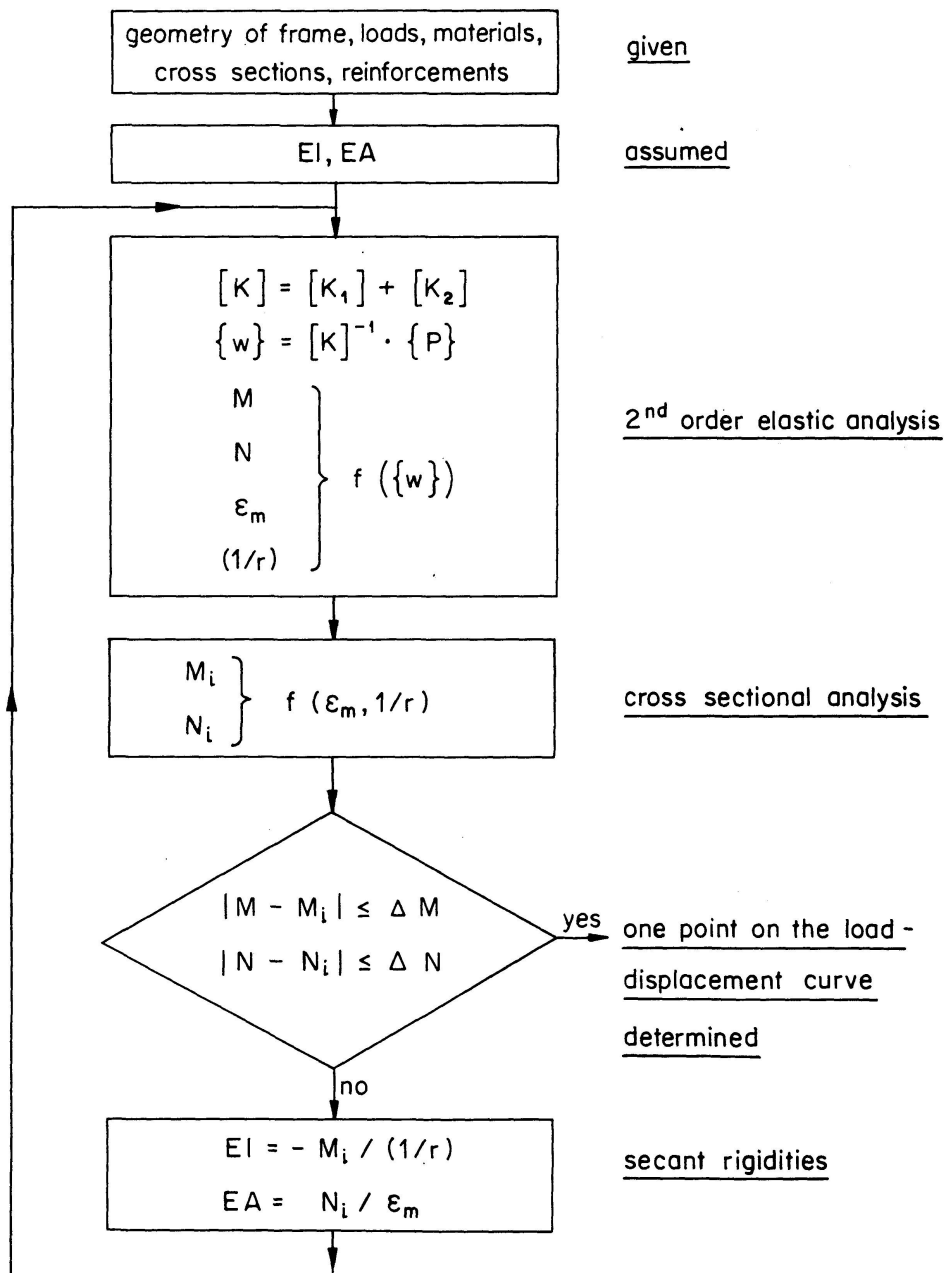 geometry of frame, loads, materials,
cross sections, reinforcements
given
EI, EA
assumed
[K] = [K₁] + [K₂]
{w} = [K]⁻¹ · {P}
M
N
εm
(1/r)
f ({w})
2nd order elastic analysis
Mi
Ni
f (εm, 1/r)
cross sectional analysis
|M - Mi| ≤ Δ M
|N - Ni| ≤ Δ N
yes
one point on the load -
displacement curve
determined
no
EI = - Mi / (1/r)
EA = Ni / εm
secant rigidities